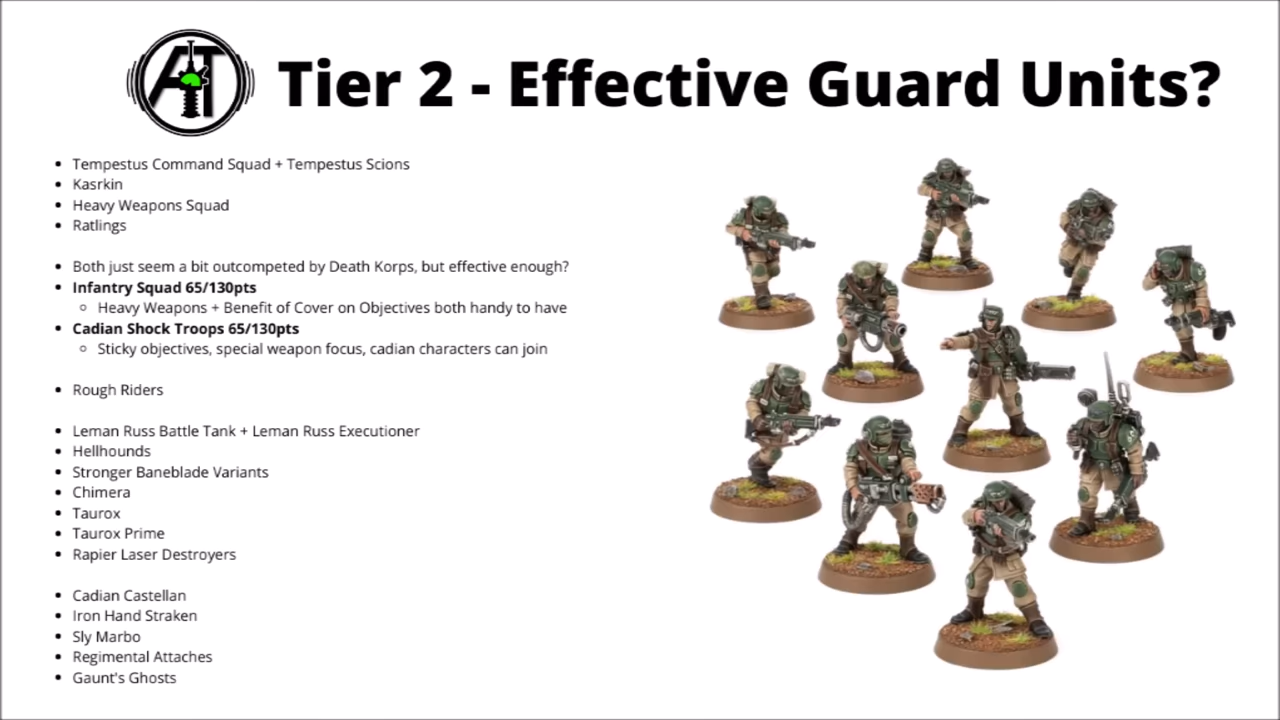 AT
Tier 2 - Effective Guard Units?
• Tempestus Command Squad + Tempestus Scions
• Kasrkin
• Heavy Weapons Squad
• Ratlings
• Both just seem a bit outcompeted by Death Korps, but effective enough?
• Infantry Squad 65/130pts
○ Heavy Weapons + Benefit of Cover on Objectives both handy to have
• Cadian Shock Troops 65/130pts
○ Sticky objectives, special weapon focus, cadian characters can join
• Rough Riders
• Leman Russ Battle Tank + Leman Russ Executioner
• Hellhounds
• Stronger Baneblade Variants
• Chimera
• Taurox
• Taurox Prime
• Rapier Laser Destroyers
• Cadian Castellan
• Iron Hand Straken
• Sly Marbo
• Regimental Attaches
• Gaunt's Ghosts